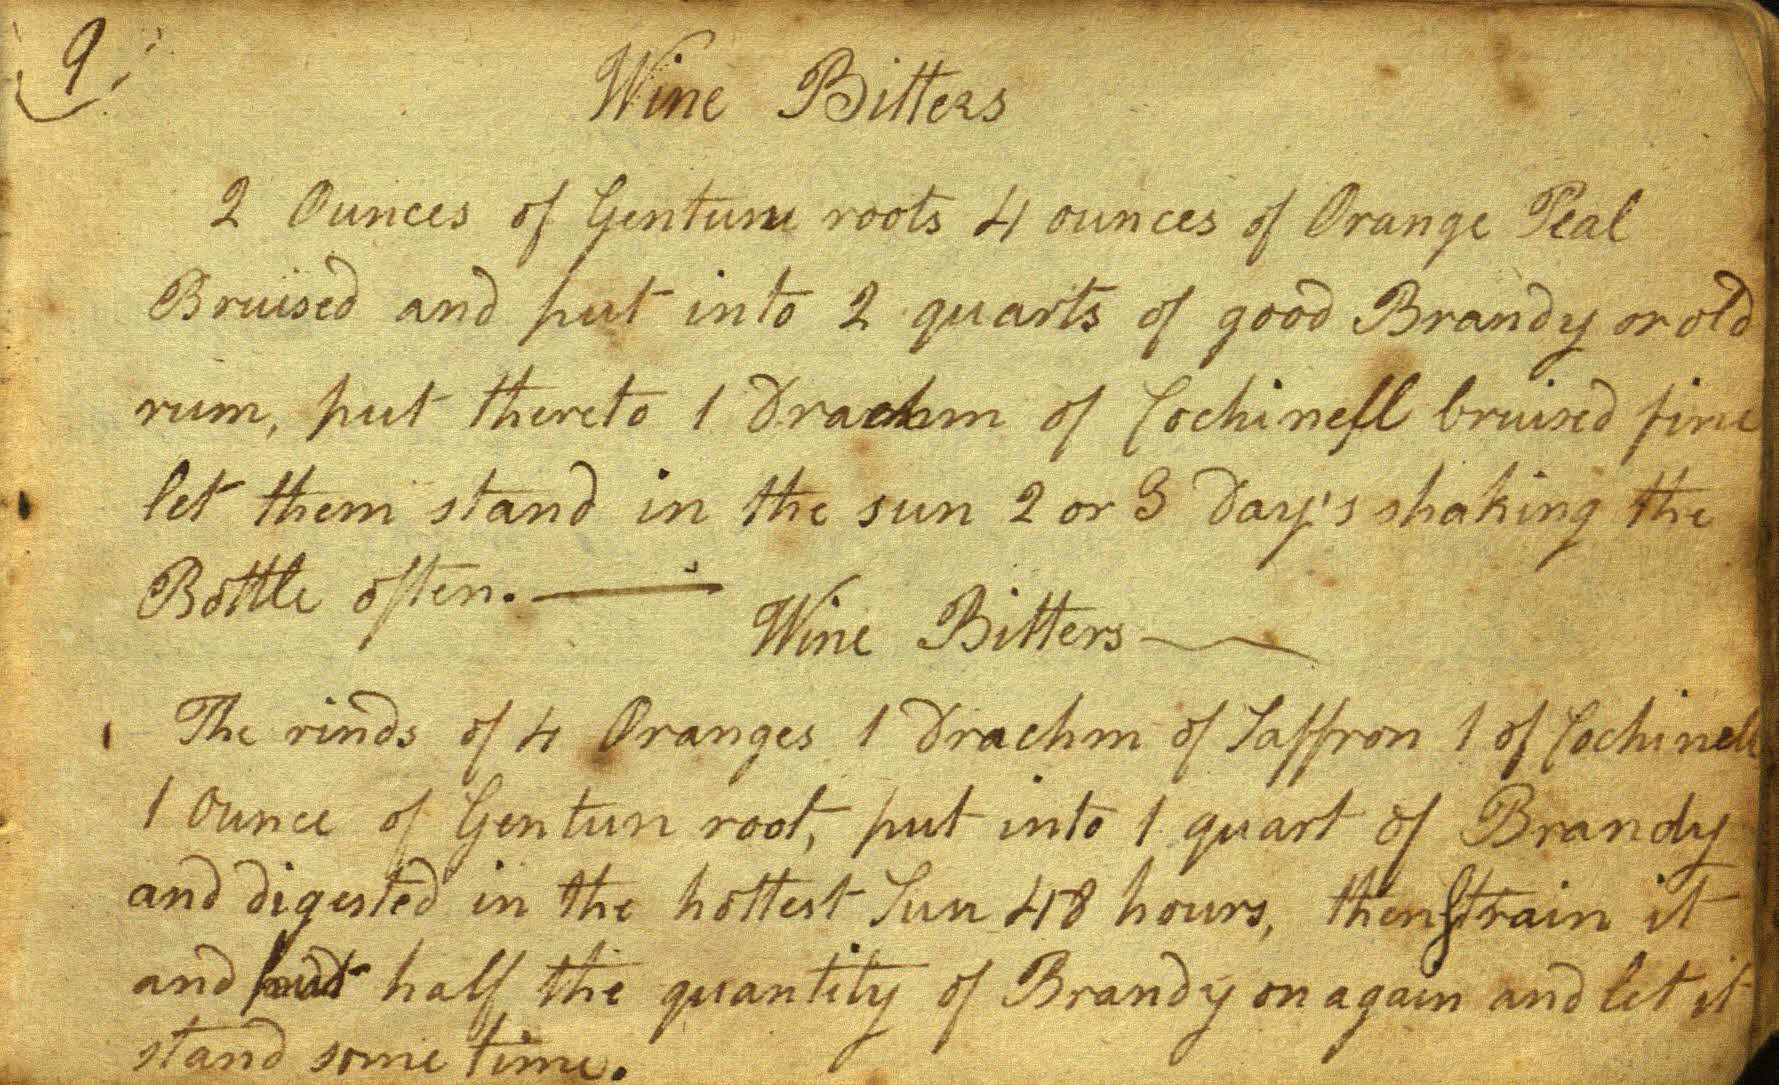 9
Wine Bitters
2 Ounces of Gentune roots 4 ounces of Orange Peal
Bruised and put into 2 quarts of good Brandy or old
rum, put thereto 1 Drachm of Cochinell bruised fine
let them stand in the sun 2 or 3 Day's shaking the
Bottle often.
Wine Bitters
The rinds of 4 Oranges 1 Drachm of Saffron 1 of Cochinell
1 Ounce of Gentun root, put into 1 quart of Brandy
and digested in the hottest Sun 48 hours, then Strain it
and put half the quantity of Brandy on again and let it
stand some time.